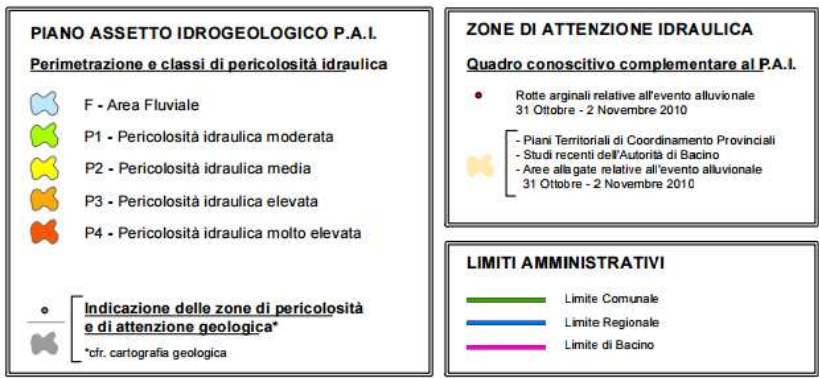 PIANO ASSETTO IDROGEOLOGICO P.A.I.
Perimetrazione e classi di pericolosità idraulica
F - Area Fluviale
P1 - Pericolosità idraulica moderata
P2 - Pericolosità idraulica media
P3 - Pericolosità idraulica elevata
P4 - Pericolosità idraulica molto elevata
Indicazione delle zone di pericolosità
e di attenzione geologica*
*cfr. cartografia geologica
ZONE DI ATTENZIONE IDRAULICA
Quadro conoscitivo complementare al P.A.I.
Rotte arginali relative all'evento alluvionale
31 Ottobre - 2 Novembre 2010
- Piani Territoriali di Coordinamento Provinciali
- Studi recenti dell'Autorità di Bacino
- Aree allagate relative all'evento alluvionale
31 Ottobre - 2 Novembre 2010
LIMITI AMMINISTRATIVI
Limite Comunale
Limite Regionale
Limite di Bacino